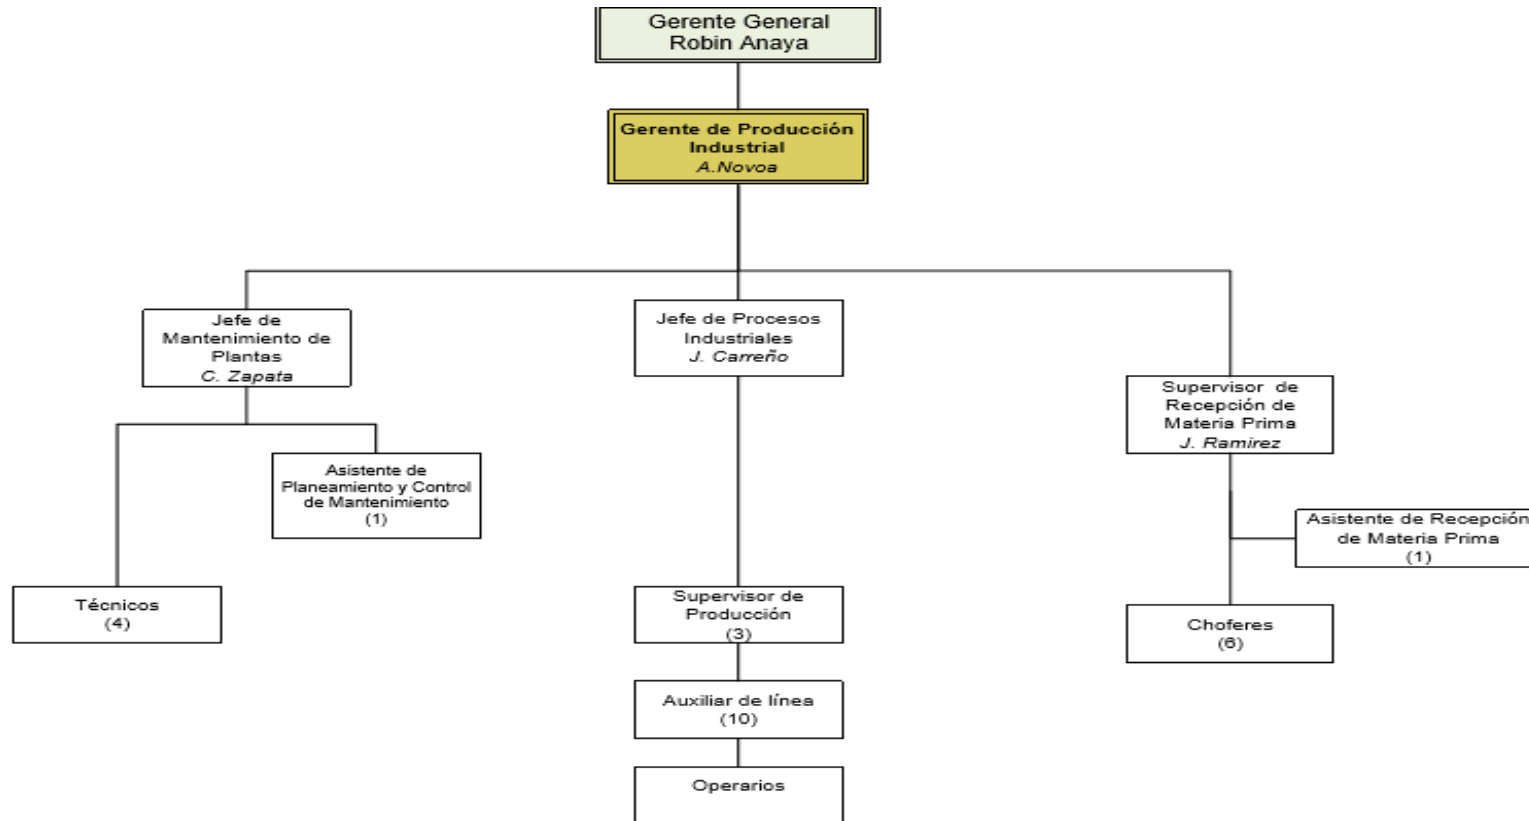 Gerente General
Robin Anaya
Gerente de Producción
Industrial
A.Novoa
Jefe de
Mantenimiento de
Plantas
C. Zapata
Jefe de Procesos
Industriales
J. Carreño
Supervisor de
Recepción de
Materia Prima
J. Ramirez
Asistente de
Planeamiento y Control
de Mantenimiento
(1)
Asistente de Recepción
de Materia Prima
(1)
Técnicos
(4)
Supervisor de
Producción
(3)
Choferes
(6)
Auxiliar de línea
(10)
Operarios